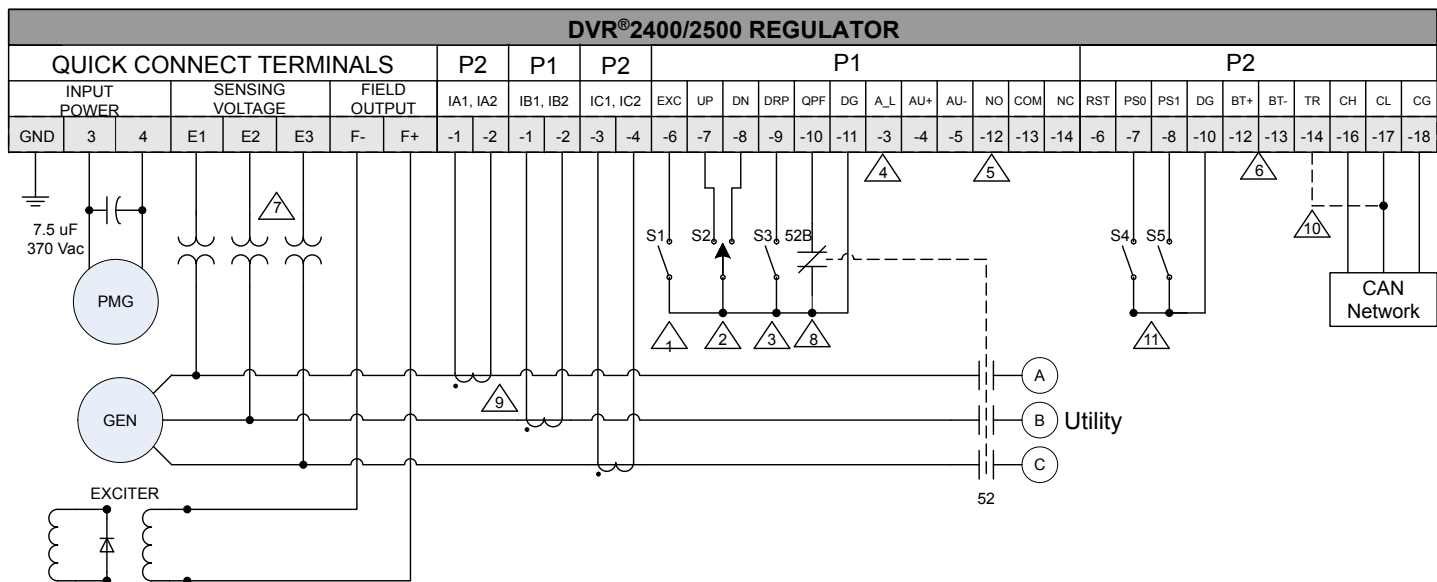 DVR®2400/2500 REGULATOR
QUICK CONNECT TERMINALS P2 P1 P2 P1 P2
INPUT POWER SENSING VOLTAGE FIELD OUTPUT IA1, IA2 IB1, IB2 IC1, IC2 EXC UP DN DRP QPF DG A_L AU+ AU- NO COM NC RST PS0 PS1 DG BT+ BT- TR CH CL CG
GND 3 4 E1 E2 E3 F- F+ -1 -2 -1 -2 -3 -4 -6 -7 -8 -9 -10 -11 -3 -4 -5 -12 -13 -14 -6 -7 -8 -10 -12 -13 -14 -16 -17 -18
4 5 6
7 10
7.5 uF
370 Vac
S1 S2 S3 52B S4 S5
PMG
CAN
Network
1 2 3 8 11
A
9
GEN B Utility
C
EXCITER 52